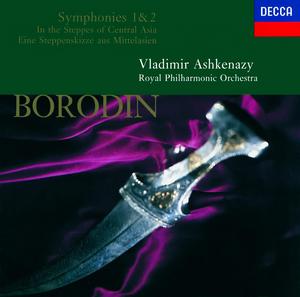 Symphonies 1 & 2
In the Steppes of Central Asia
Eine Steppenskizze aus Mittelasien
DECCA
Vladimir Ashkenazy
Royal Philharmonic Orchestra
BORODIN